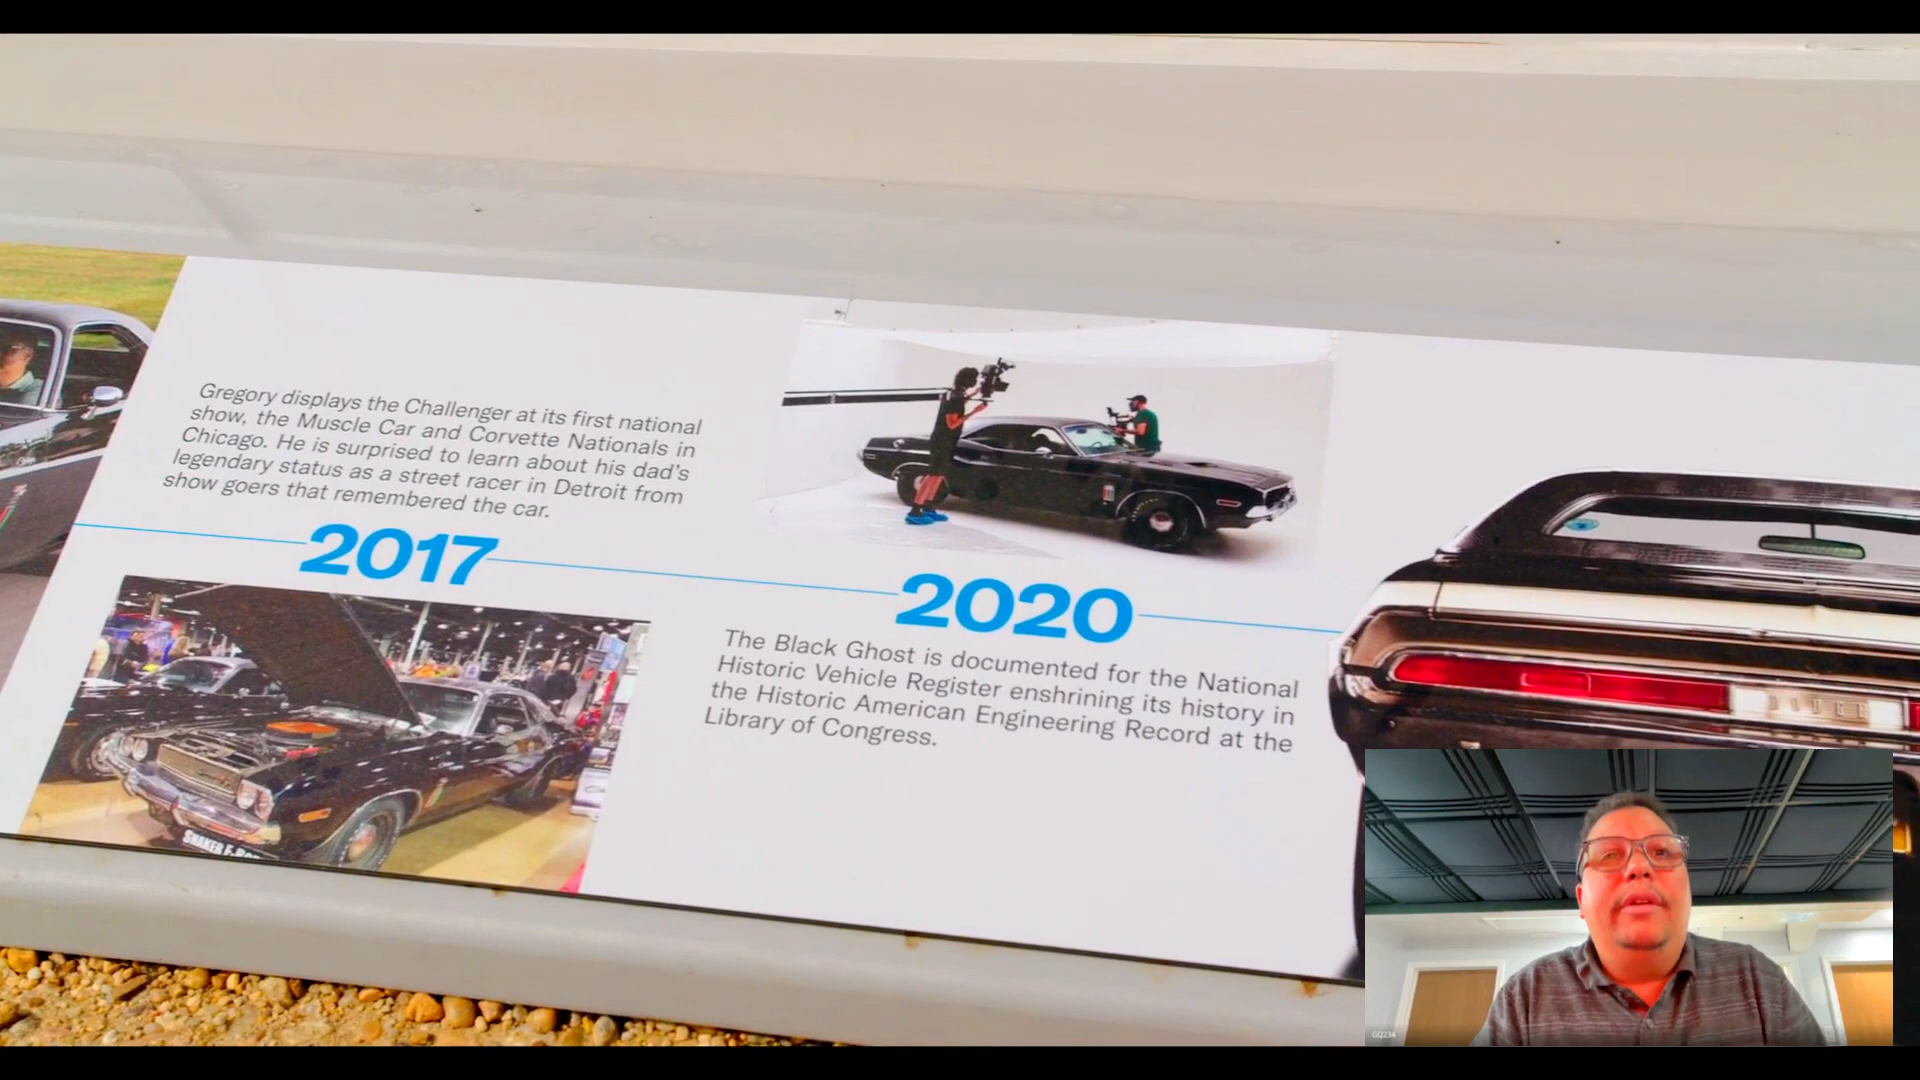 Gregory displays the Challenger at its first national
show, the Muscle Car and Corvette Nationals in
Chicago. He is surprised to learn about his dad's
legendary status as a street racer in Detroit from
show goers that remembered the car.
2017
2020
The Black Ghost is documented for the National
Historic Vehicle Register enshrining its history in
the Historic American Engineering Record at the
Library of Congress.
GQ234